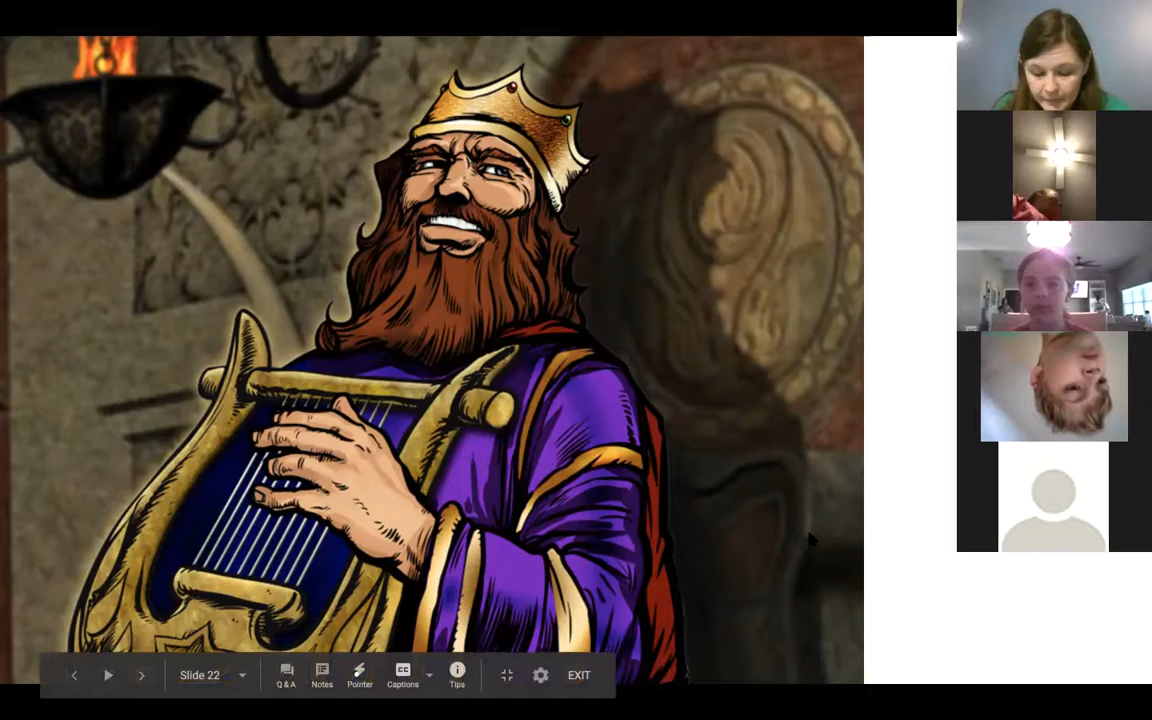 Slide 22
Q & A
Notes
Pointer
Captions
Tips
EXIT